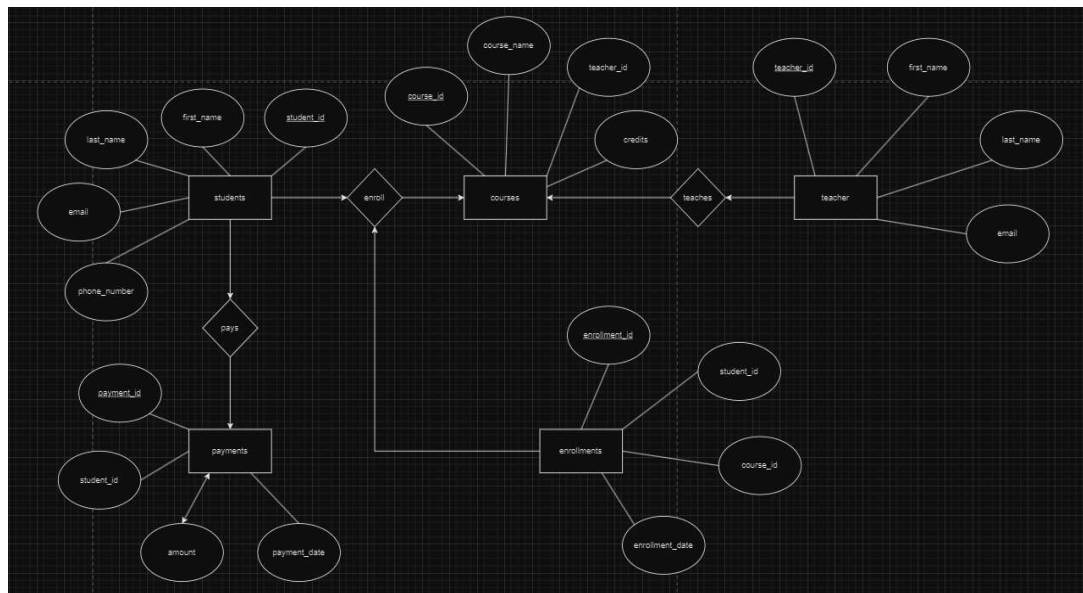 course_name
teacher_id
teacher_id
first_name
course_id
first_name
student_id
last_name
credits
last_name
students
enroll
courses
teaches
teacher
email
email
phone_number
pays
enrollment_id
student_id
payment_id
payments
enrollments
student_id
course_id
amount
payment_date
enrollment_date